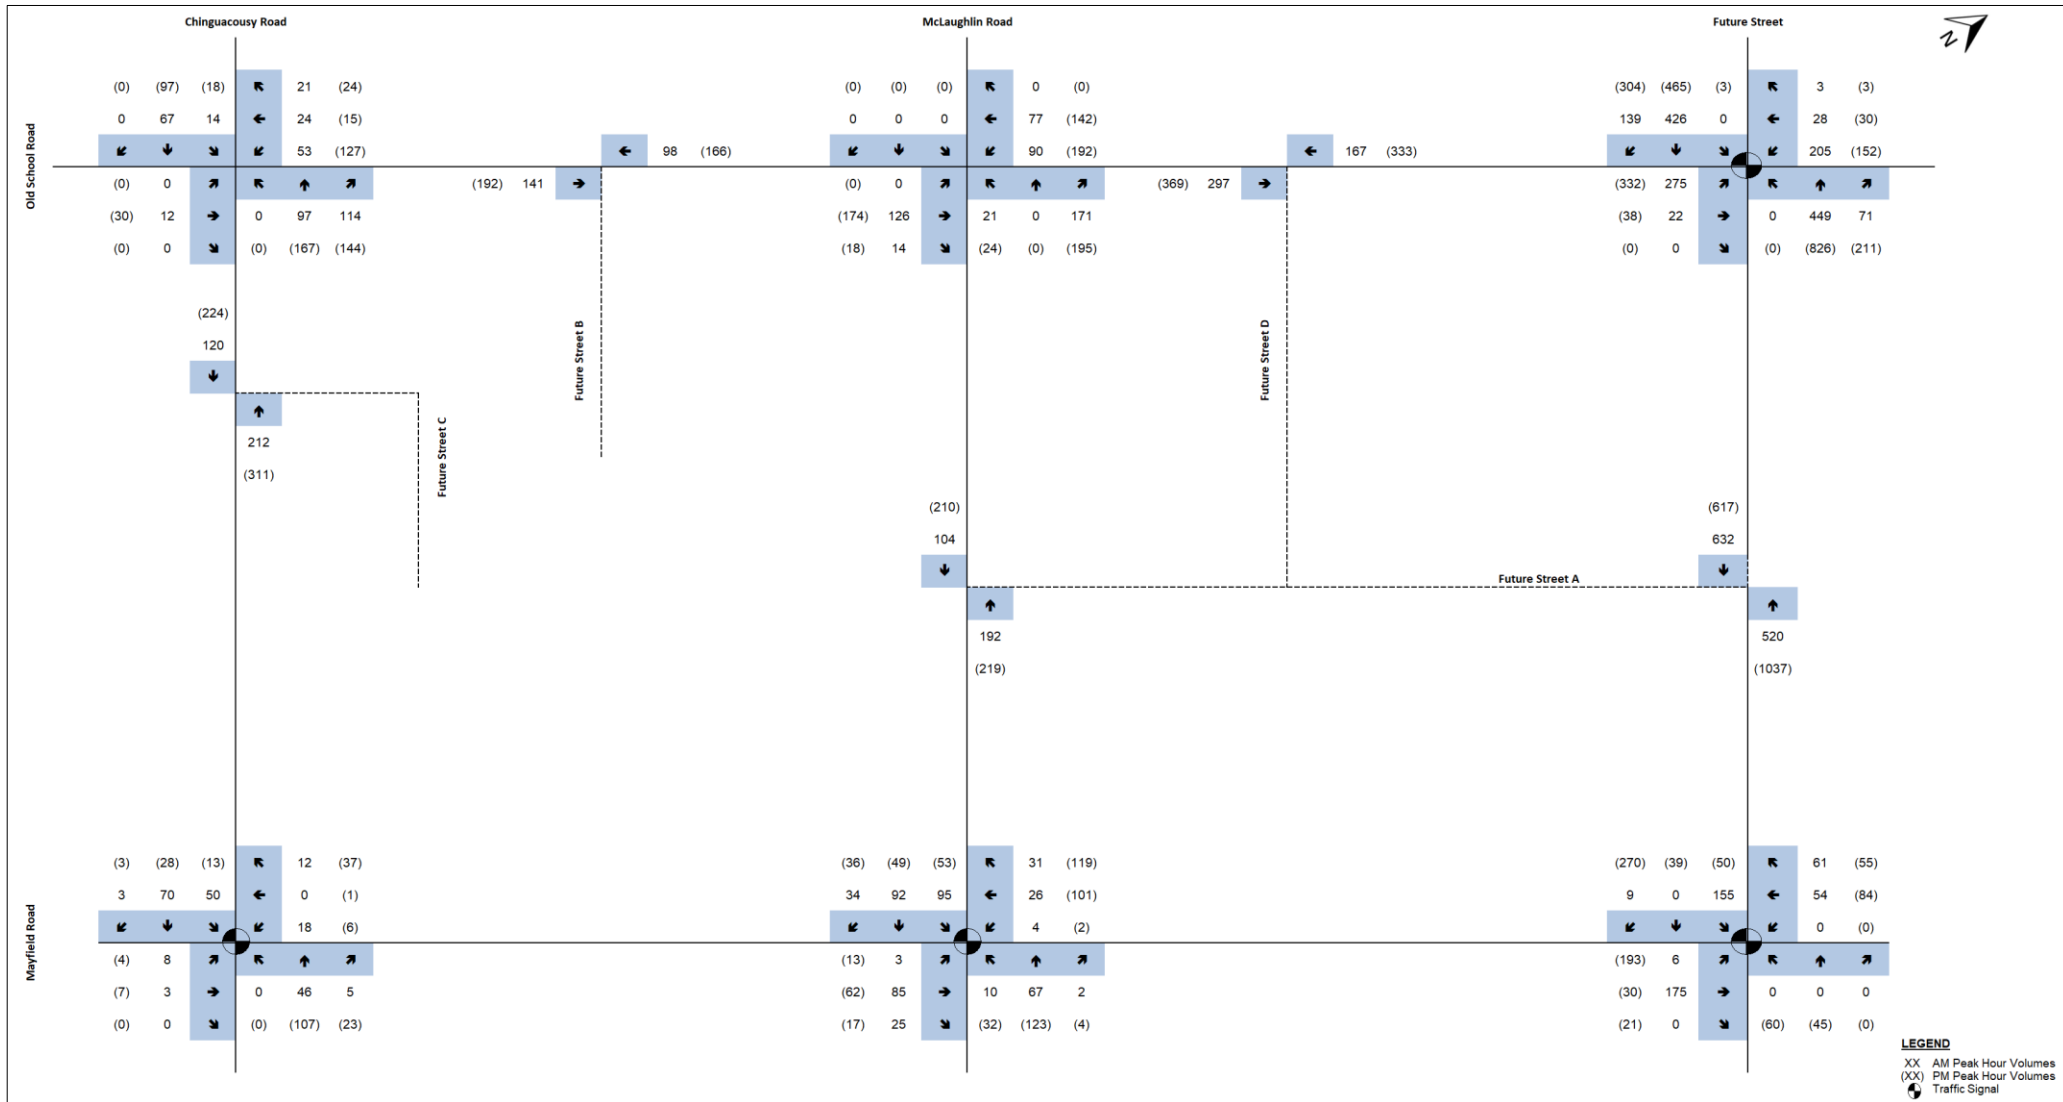 Chinguacousy Road McLaughlin Road Future Street
N
(0) (97) (18) 21 (24) (0) (0) (0) 0 (0) (304) (465) (3) 3 (3)
0 67 14 24 (15) 0 0 0 77 (142) 139 426 0 28 (30)
53 (127) 98 (166) 90 (192) 167 (333) 205 (152)
Old School Road
(0) 0 (192) 141 (0) 0 (369) 297 (332) 275
(30) 12 0 97 114 (174) 126 21 0 171 (38) 22 0 449 71
(0) 0 (0) (167) (144) (18) 14 (24) (0) (195) (0) 0 (0) (826) (211)
(224)
120
Future Street B
Future Street D
212
Future Street C
(311)
(210) (617)
104 632
Future Street A
192 520
(219) (1037)
(3) (28) (13) 12 (37) (36) (49) (53) 31 (119) (270) (39) (50) 61 (55)
3 70 50 0 (1) 34 92 95 26 (101) 9 0 155 54 (84)
18 (6) 4 (2) 0 (0)
Mayfield Road
(4) 8 (13) 3 (193) 6
(7) 3 0 46 5 (62) 85 10 67 2 (30) 175 0 0 0
(0) 0 (0) (107) (23) (17) 25 (32) (123) (4) (21) 0 (60) (45) (0)
LEGEND
XX AM Peak Hour Volumes
(XX) PM Peak Hour Volumes
Traffic Signal